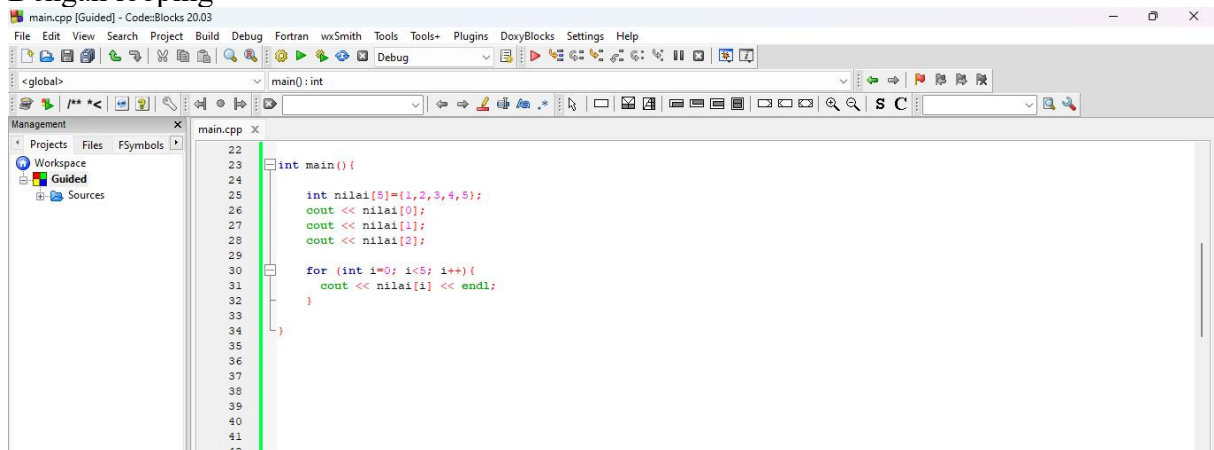 Dengan looping
main.cpp [Guided] - Code::Blocks 20.03
File Edit View Search Project Build Debug Fortran wxSmith Tools Tools+ Plugins DoxyBlocks Settings Help
Debug
<global> main() : int
/** *< S C
Management
main.cpp X
Projects Files FSymbols
Workspace
Guided
Sources
22
23 int main(){
24
25 int nilai[5]={1,2,3,4,5};
26 cout << nilai[0];
27 cout << nilai[1];
28 cout << nilai[2];
29
30 for (int i=0; i<5; i++){
31 cout << nilai[i] << endl;
32 }
33
34 }
35
36
37
38
39
40
41